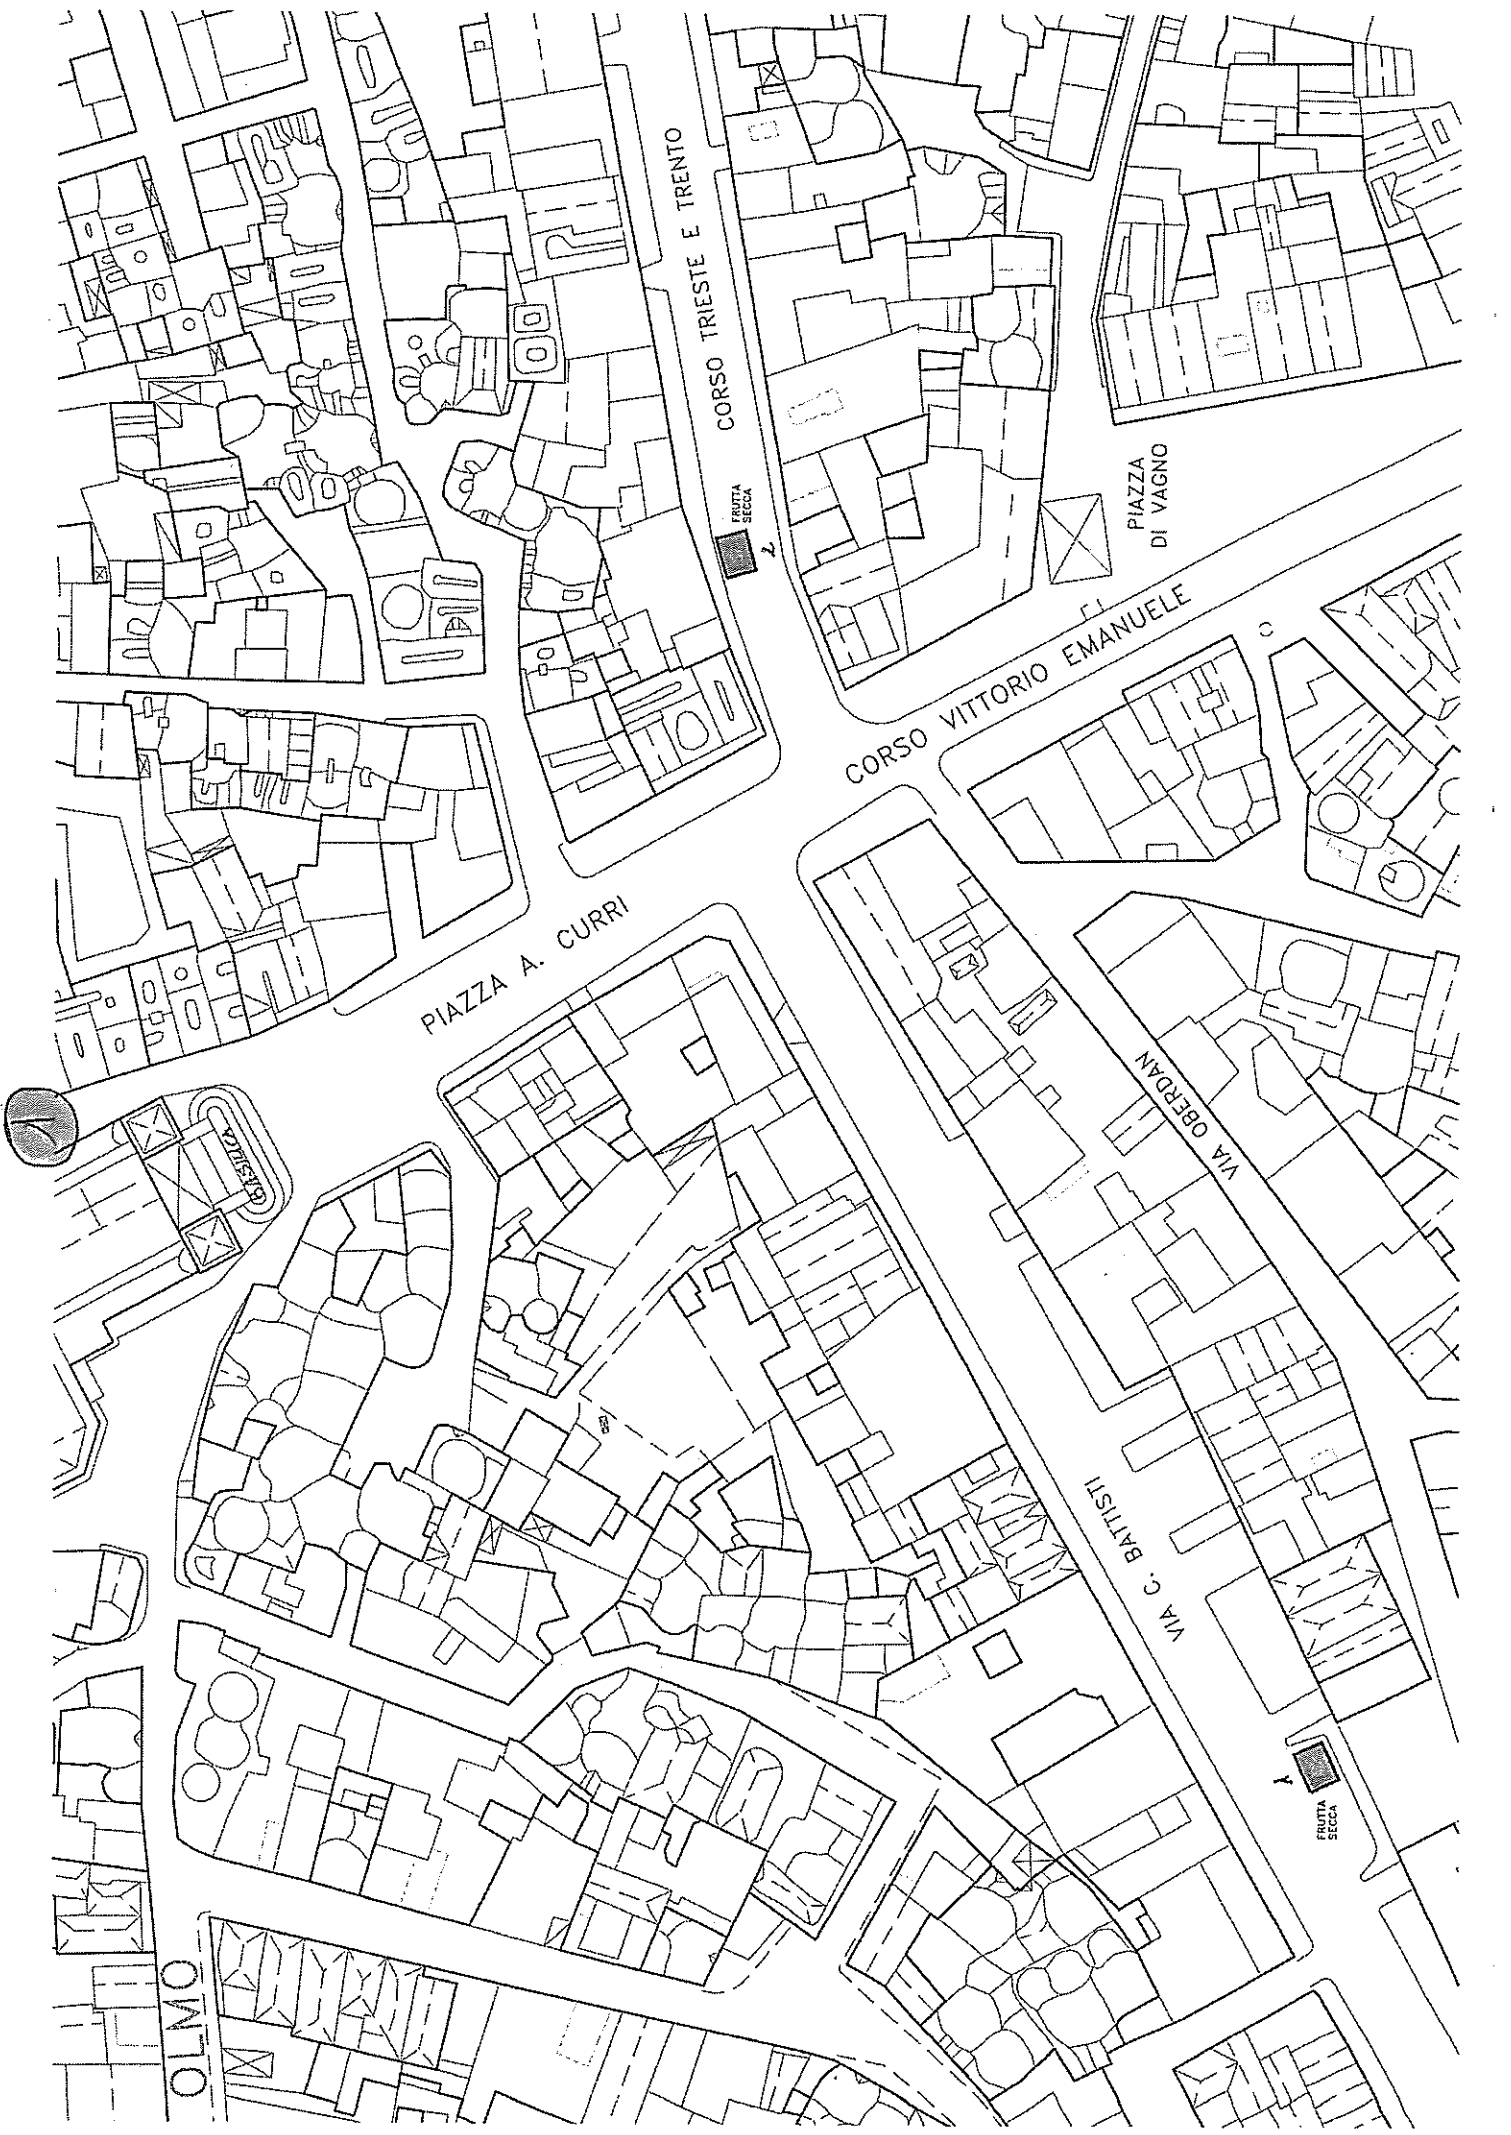 CORSO TRIESTE E TRENTO
FRUTTA
SECCA
2
PIAZZA
DI VAGNO
CORSO VITTORIO EMANUELE
PIAZZA A. CURRI
1
BASILICA
VIA OBERDAN
VIA C. BATTISTI
FRUTTA
SECCA
OLMO